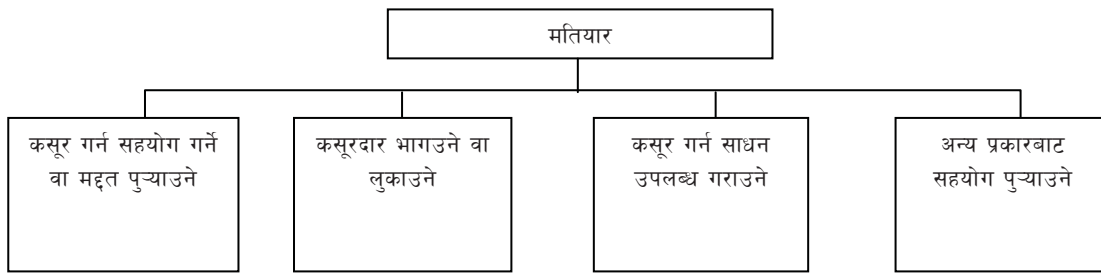 मतियार
कसूर गर्न सहयोग गर्ने
वा मद्दत पुऱ्याउने
कसूरदार भागउने वा
लुकाउने
कसूर गर्न साधन
उपलब्ध गराउने
अन्य प्रकारबाट
सहयोग पुऱ्याउने